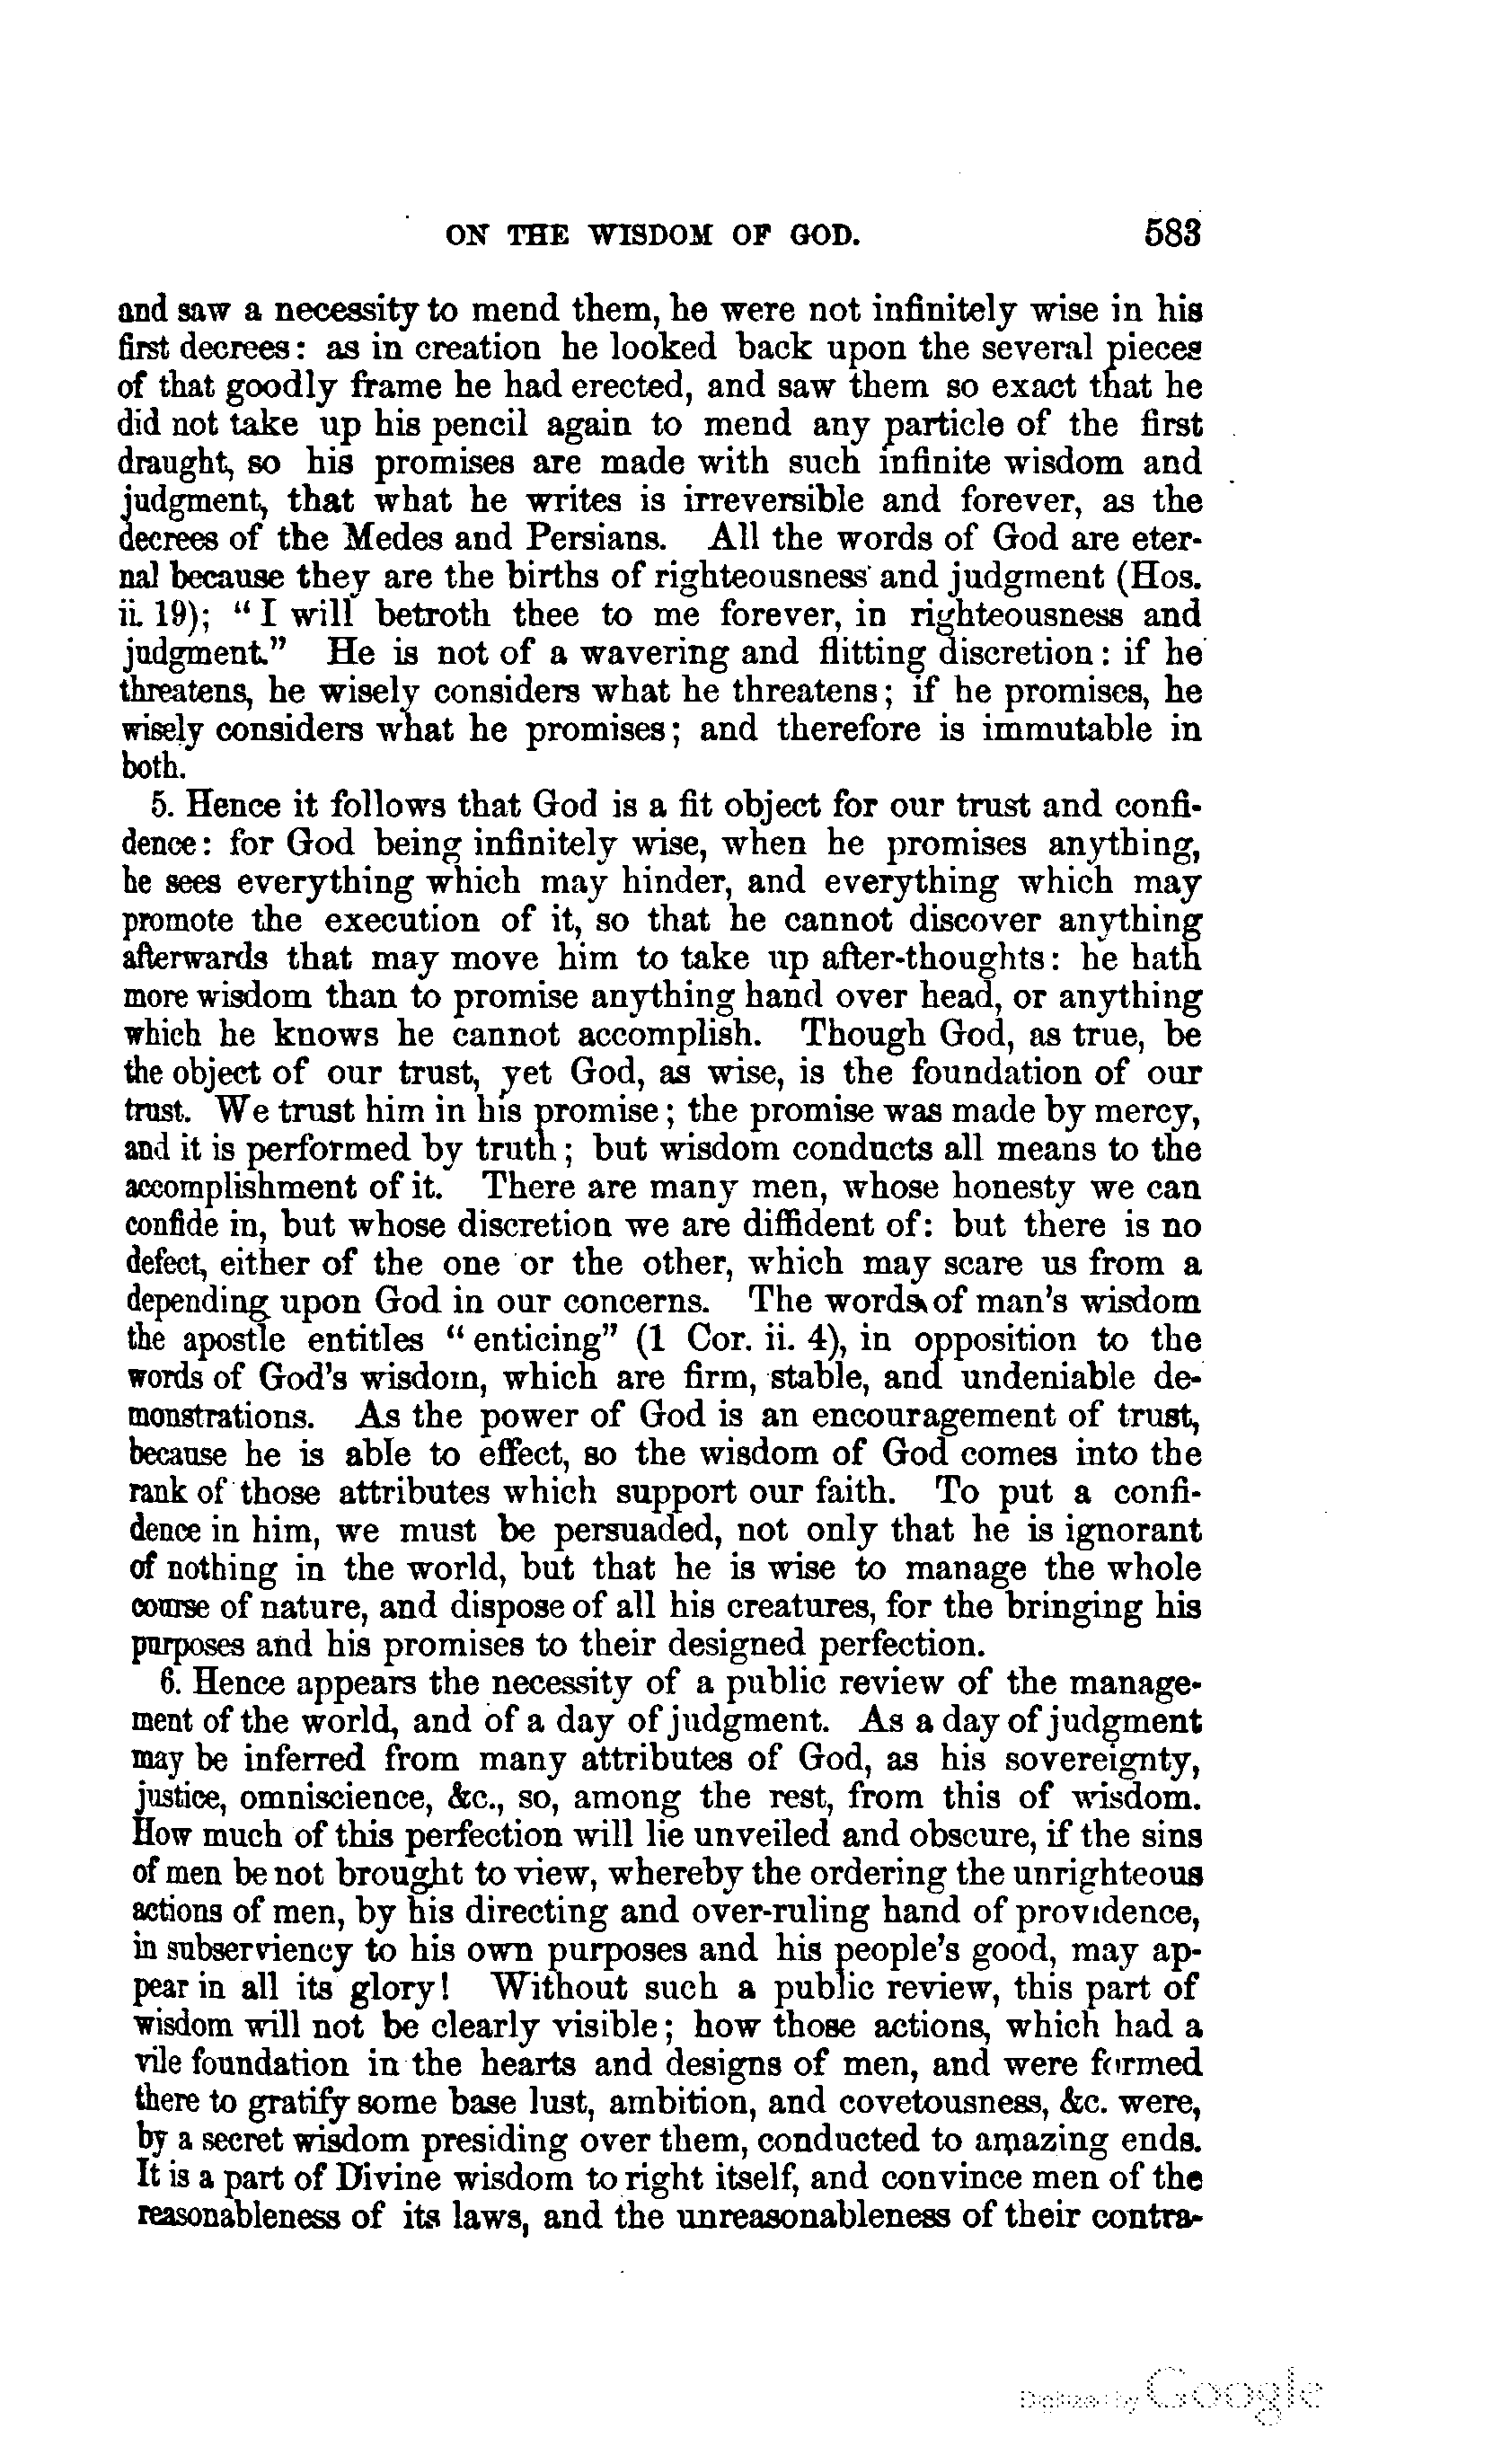 ON THE WISDOM OF GOD. 583
and saw a necessity to mend them, he were not infinitely wise in his
first decrees: as in creation he looked back upon the several pieces
of that goodly frame he had erected, and saw them so exact that he
did not take up his pencil again to mend any particle of the first
draught, so his promises are made with such infinite wisdom and
judgment, that what he writes is irreversible and forever, as the
decrees of the Medes and Persians. All the words of God are eter-
nal because they are the births of righteousness and judgment (Hos.
ii. 19); "I will betroth thee to me forever, in righteousness and
judgment." He is not of a wavering and flitting discretion: if he
threatens, he wisely considers what he threatens; if he promises, he
wisely considers what he promises; and therefore is immutable in
both.
5. Hence it follows that God is a fit object for our trust and confi-
dence: for God being infinitely wise, when he promises anything,
he sees everything which may hinder, and everything which may
promote the execution of it, so that he cannot discover anything
afterwards that may move him to take up after-thoughts: he hath
more wisdom than to promise anything hand over head, or anything
which he knows he cannot accomplish. Though God, as true, be
the object of our trust, yet God, as wise, is the foundation of our
trust. We trust him in his promise; the promise was made by mercy,
and it is performed by truth; but wisdom conducts all means to the
accomplishment of it. There are many men, whose honesty we can
confide in, but whose discretion we are diffident of: but there is no
defect, either of the one or the other, which may scare us from a
depending upon God in our concerns. The words of man's wisdom
the apostle entitles "enticing" (1 Cor. ii. 4), in opposition to the
words of God's wisdom, which are firm, stable, and undeniable de-
monstrations. As the power of God is an encouragement of trust,
because he is able to effect, so the wisdom of God comes into the
rank of those attributes which support our faith. To put a confi-
dence in him, we must be persuaded, not only that he is ignorant
of nothing in the world, but that he is wise to manage the whole
course of nature, and dispose of all his creatures, for the bringing his
purposes and his promises to their designed perfection.
6. Hence appears the necessity of a public review of the manage-
ment of the world, and of a day of judgment. As a day of judgment
may be inferred from many attributes of God, as his sovereignty,
justice, omniscience, &c., so, among the rest, from this of wisdom.
How much of this perfection will lie unveiled and obscure, if the sins
of men be not brought to view, whereby the ordering the unrighteous
actions of men, by his directing and over-ruling hand of providence,
in subserviency to his own purposes and his people's good, may ap-
pear in all its glory! Without such a public review, this part of
wisdom will not be clearly visible; how those actions, which had a
vile foundation in the hearts and designs of men, and were formed
there to gratify some base lust, ambition, and covetousness, &c. were,
by a secret wisdom presiding over them, conducted to amazing ends.
It is a part of Divine wisdom to right itself, and convince men of the
reasonableness of its laws, and the unreasonableness of their contra-
Digitized by Google